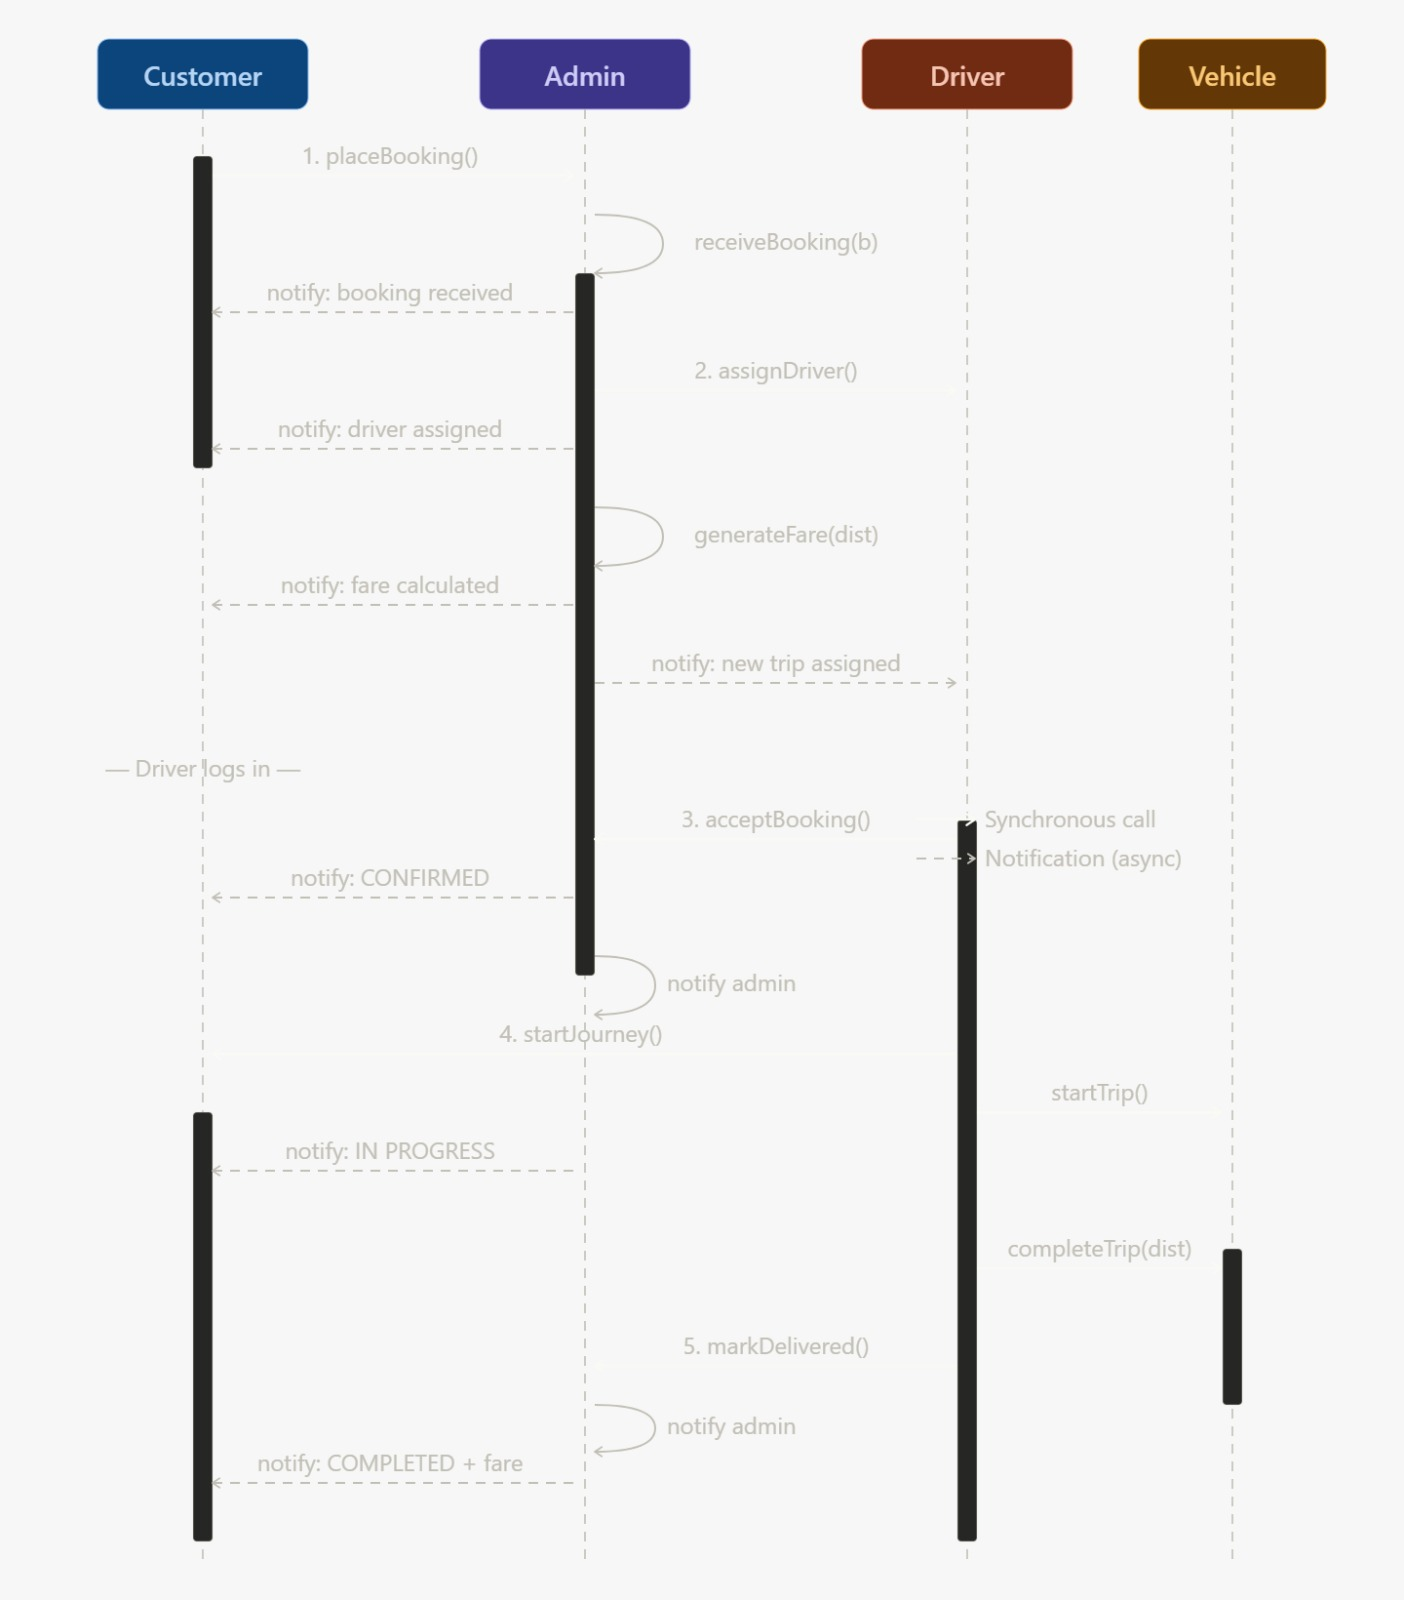 Customer
Admin
Driver
Vehicle
1. placeBooking()
receiveBooking(b)
notify: booking received
2. assignDriver()
notify: driver assigned
generateFare(dist)
notify: fare calculated
notify: new trip assigned
— Driver logs in —
3. acceptBooking()
Synchronous call
Notification (async)
notify: CONFIRMED
notify admin
4. startJourney()
startTrip()
notify: IN PROGRESS
completeTrip(dist)
5. markDelivered()
notify admin
notify: COMPLETED + fare